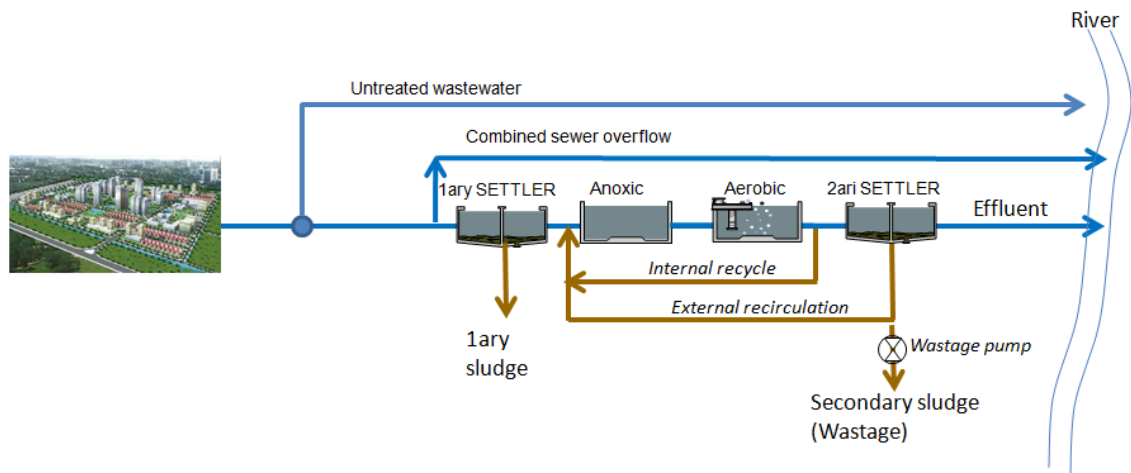 River
Untreated wastewater
Combined sewer overflow
1ary SETTLER
Anoxic
Aerobic
2ari SETTLER
Effluent
Internal recycle
External recirculation
1ary
sludge
Wastage pump
Secondary sludge
(Wastage)